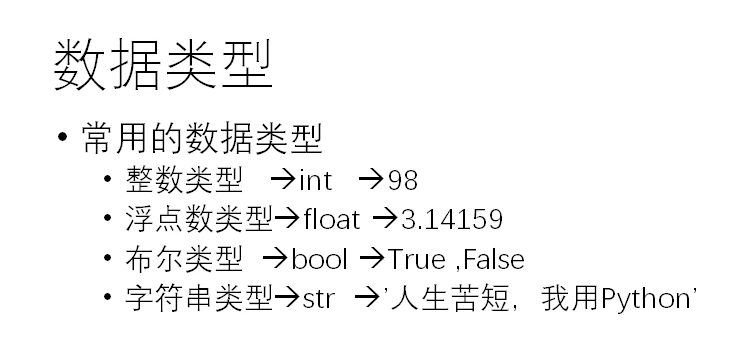 数据类型
• 常用的数据类型
• 整数类型 →int →98
• 浮点数类型→float →3.14159
• 布尔类型 →bool →True ,False
• 字符串类型→str →’人生苦短，我用Python’